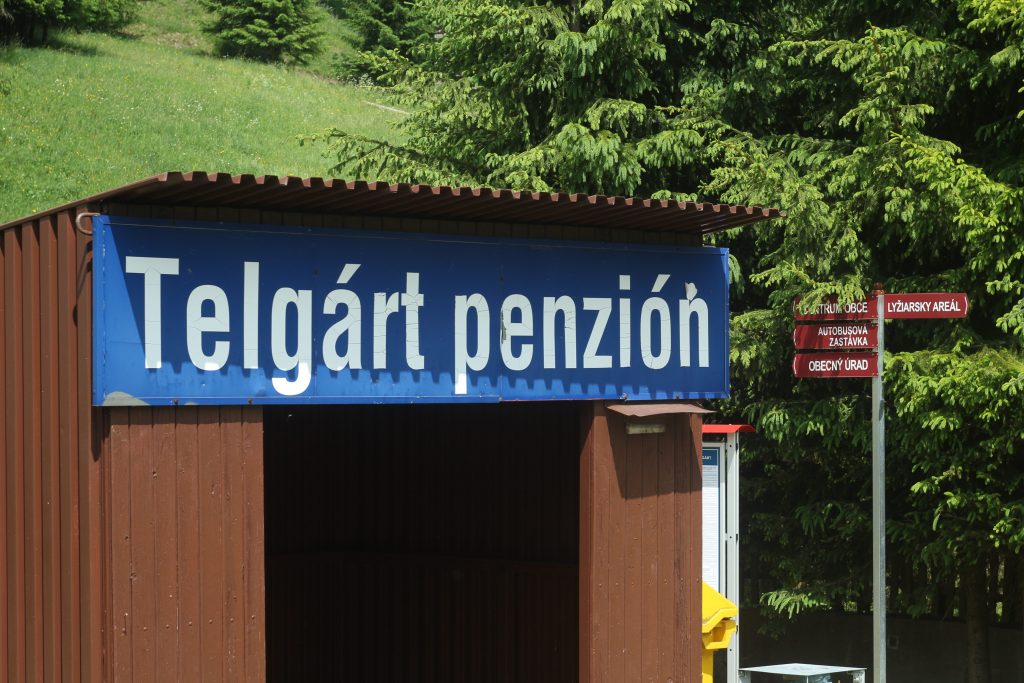 Telgárt penzión
CENTRUM OBCE
LYŽIARSKY AREÁL
AUTOBUSOVÁ
ZASTÁVKA
OBECNÝ ÚRAD